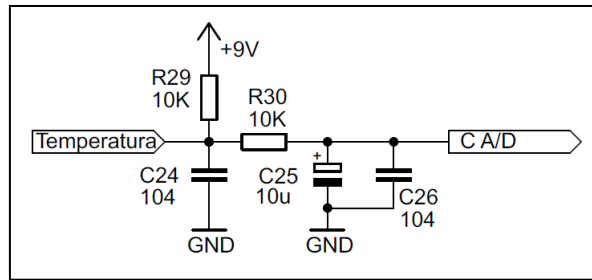 +9V
R29
10K
R30
10K
Temperatura
C A/D
C24
104
+
C25
10u
C26
104
GND
GND